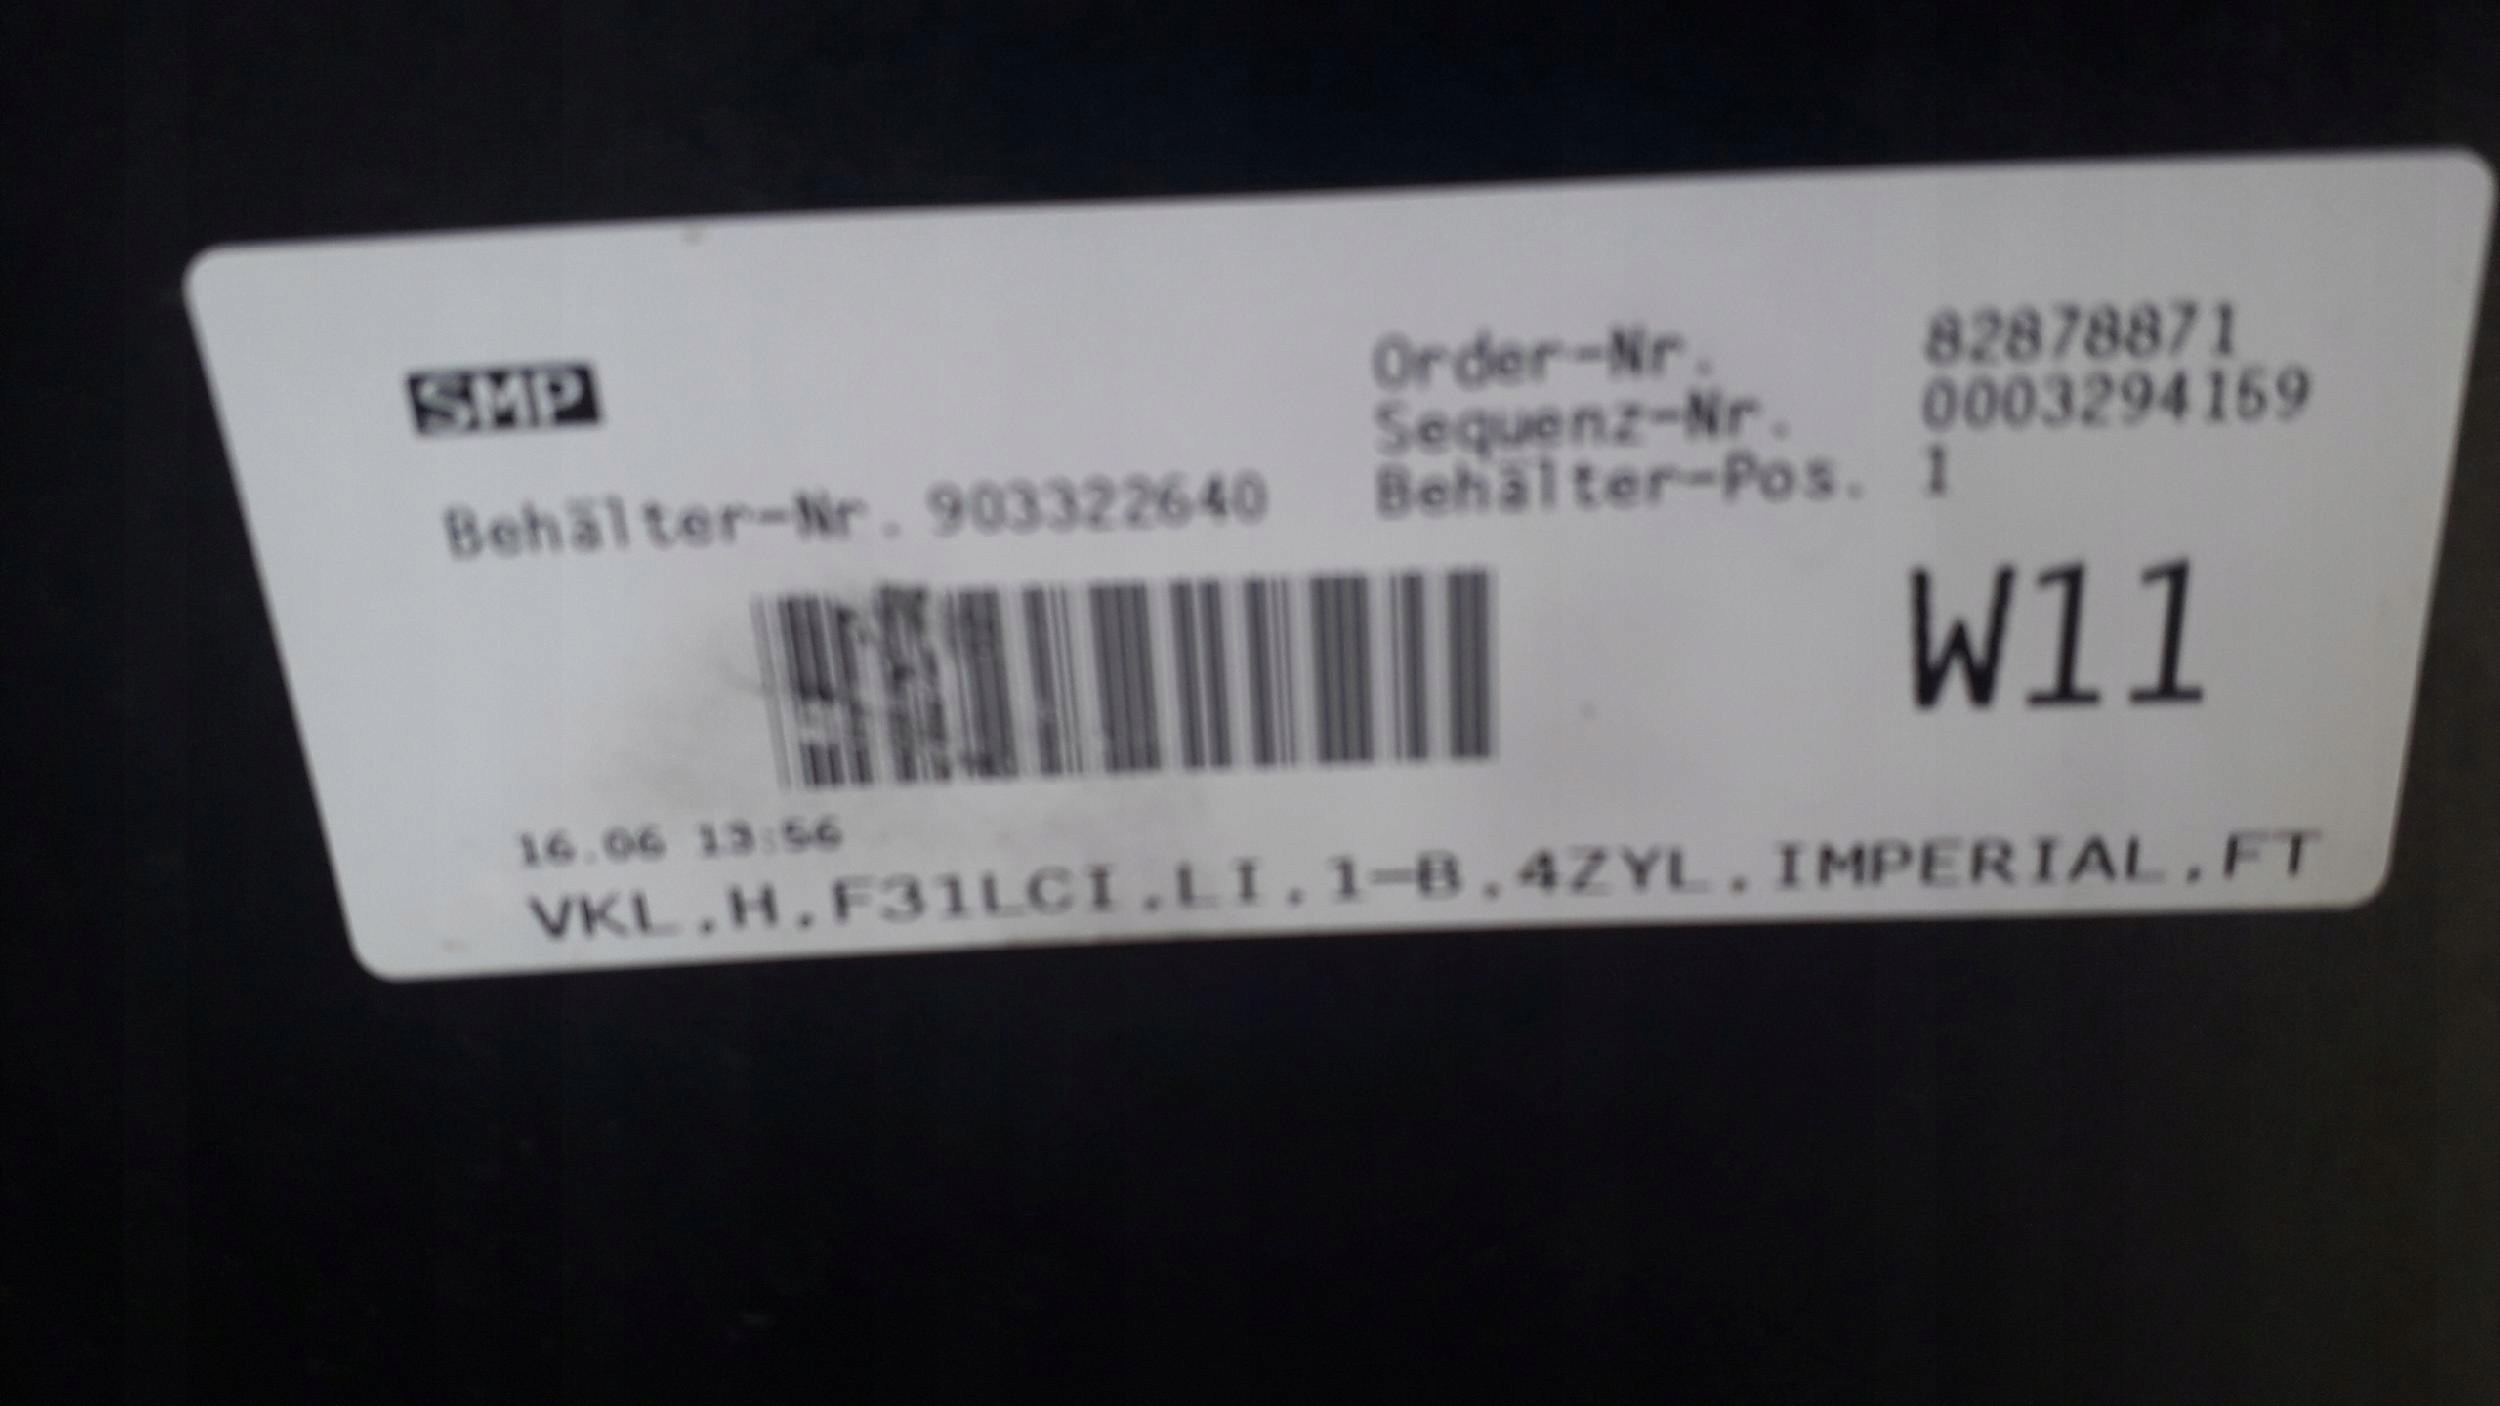 SMP
Order-Nr. 82878871
Sequenz-Nr. 0003294159
Behälter-Pos. 1
Behälter-Nr. 903322640
W11
16.06 13:56
VKL,H,F31LCI,LI,1-B,4ZYL,IMPERIAL,FT